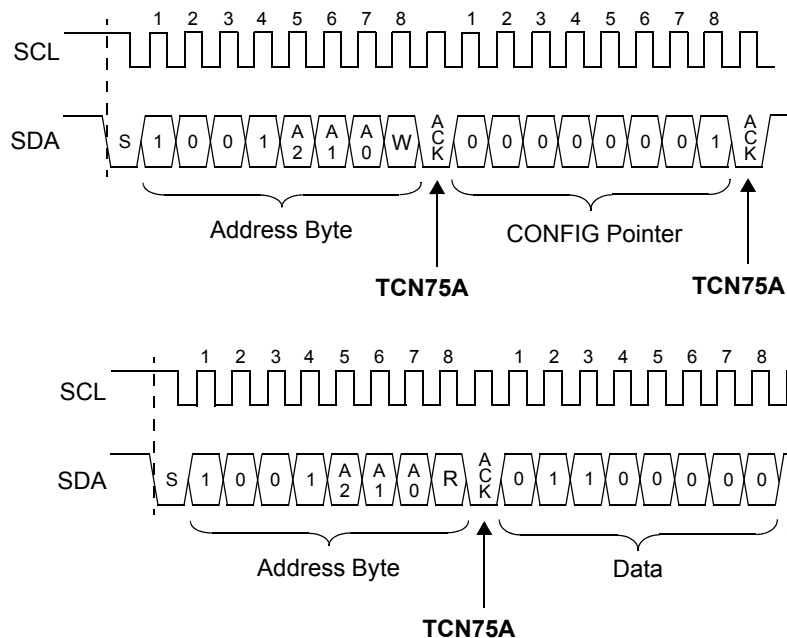 1 2 3 4 5 6 7 8 1 2 3 4 5 6 7 8
SCL
SDA S 1 0 0 1 A2 A1 A0 W ACK 0 0 0 0 0 0 0 1 ACK
Address Byte CONFIG Pointer
TCN75A TCN75A
1 2 3 4 5 6 7 8 1 2 3 4 5 6 7 8
SCL
SDA S 1 0 0 1 A2 A1 A0 R ACK 0 1 1 0 0 0 0 0
Address Byte Data
TCN75A